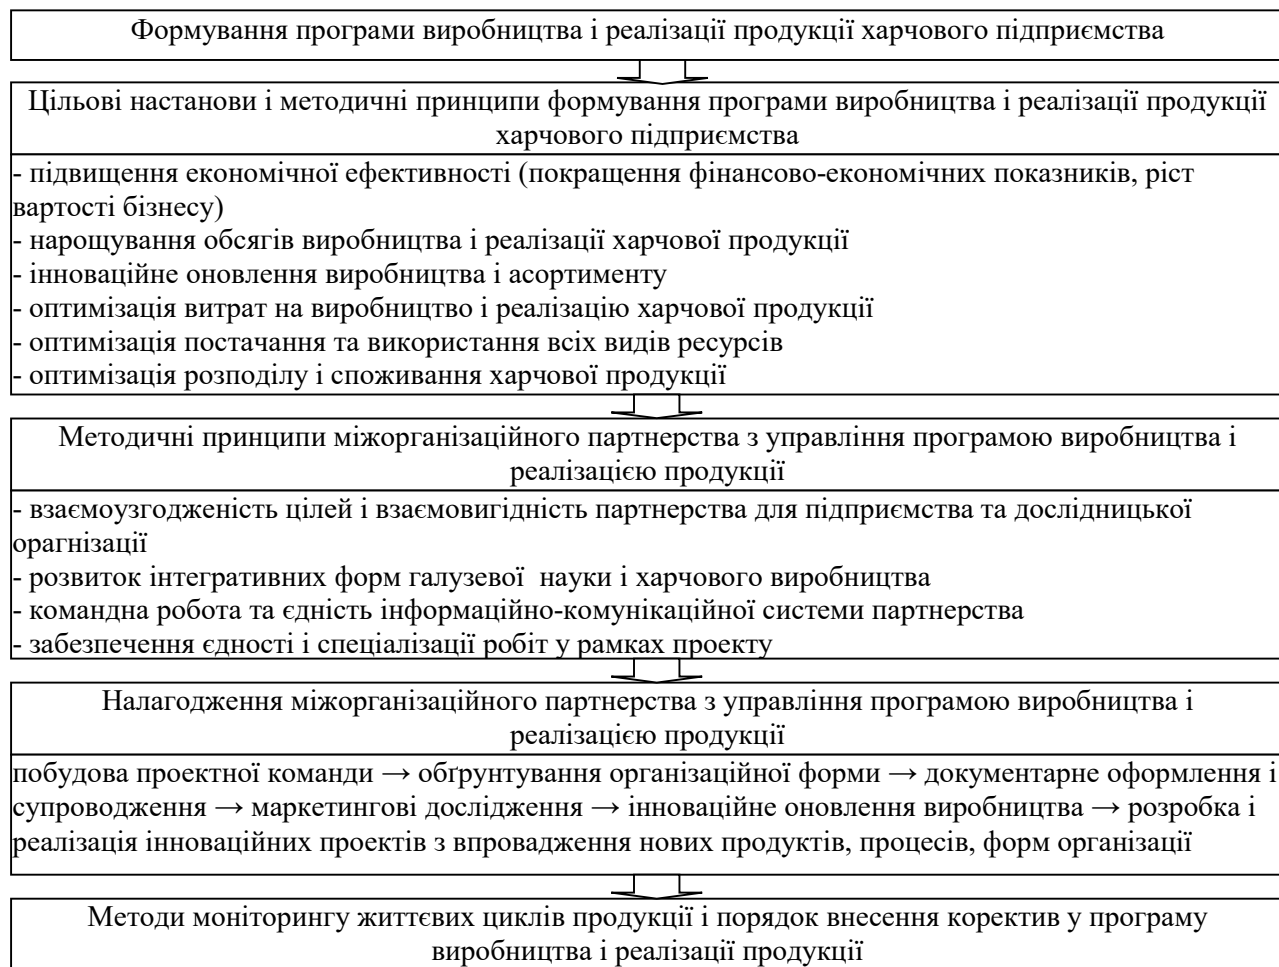 Формування програми виробництва і реалізації продукції харчового підприємства
Цільові настанови і методичні принципи формування програми виробництва і реалізації продукції
харчового підприємства
- підвищення економічної ефективності (покращення фінансово-економічних показників, ріст
вартості бізнесу)
- нарощування обсягів виробництва і реалізації харчової продукції
- інноваційне оновлення виробництва і асортименту
- оптимізація витрат на виробництво і реалізацію харчової продукції
- оптимізація постачання та використання всіх видів ресурсів
- оптимізація розподілу і споживання харчової продукції
Методичні принципи міжорганізаційного партнерства з управління програмою виробництва і
реалізацією продукції
- взаємоузгодженість цілей і взаємовигідність партнерства для підприємства та дослідницької
орагнізації
- розвиток інтегративних форм галузевої  науки і харчового виробництва
- командна робота та єдність інформаційно-комунікаційної системи партнерства
- забезпечення єдності і спеціалізації робіт у рамках проекту
Налагодження міжорганізаційного партнерства з управління програмою виробництва і
реалізацією продукції
побудова проектної команди → обґрунтування організаційної форми → документарне оформлення і
супроводження → маркетингові дослідження → інноваційне оновлення виробництва → розробка і
реалізація інноваційних проектів з впровадження нових продуктів, процесів, форм організації
Методи моніторингу життєвих циклів продукції і порядок внесення коректив у програму
виробництва і реалізації продукції